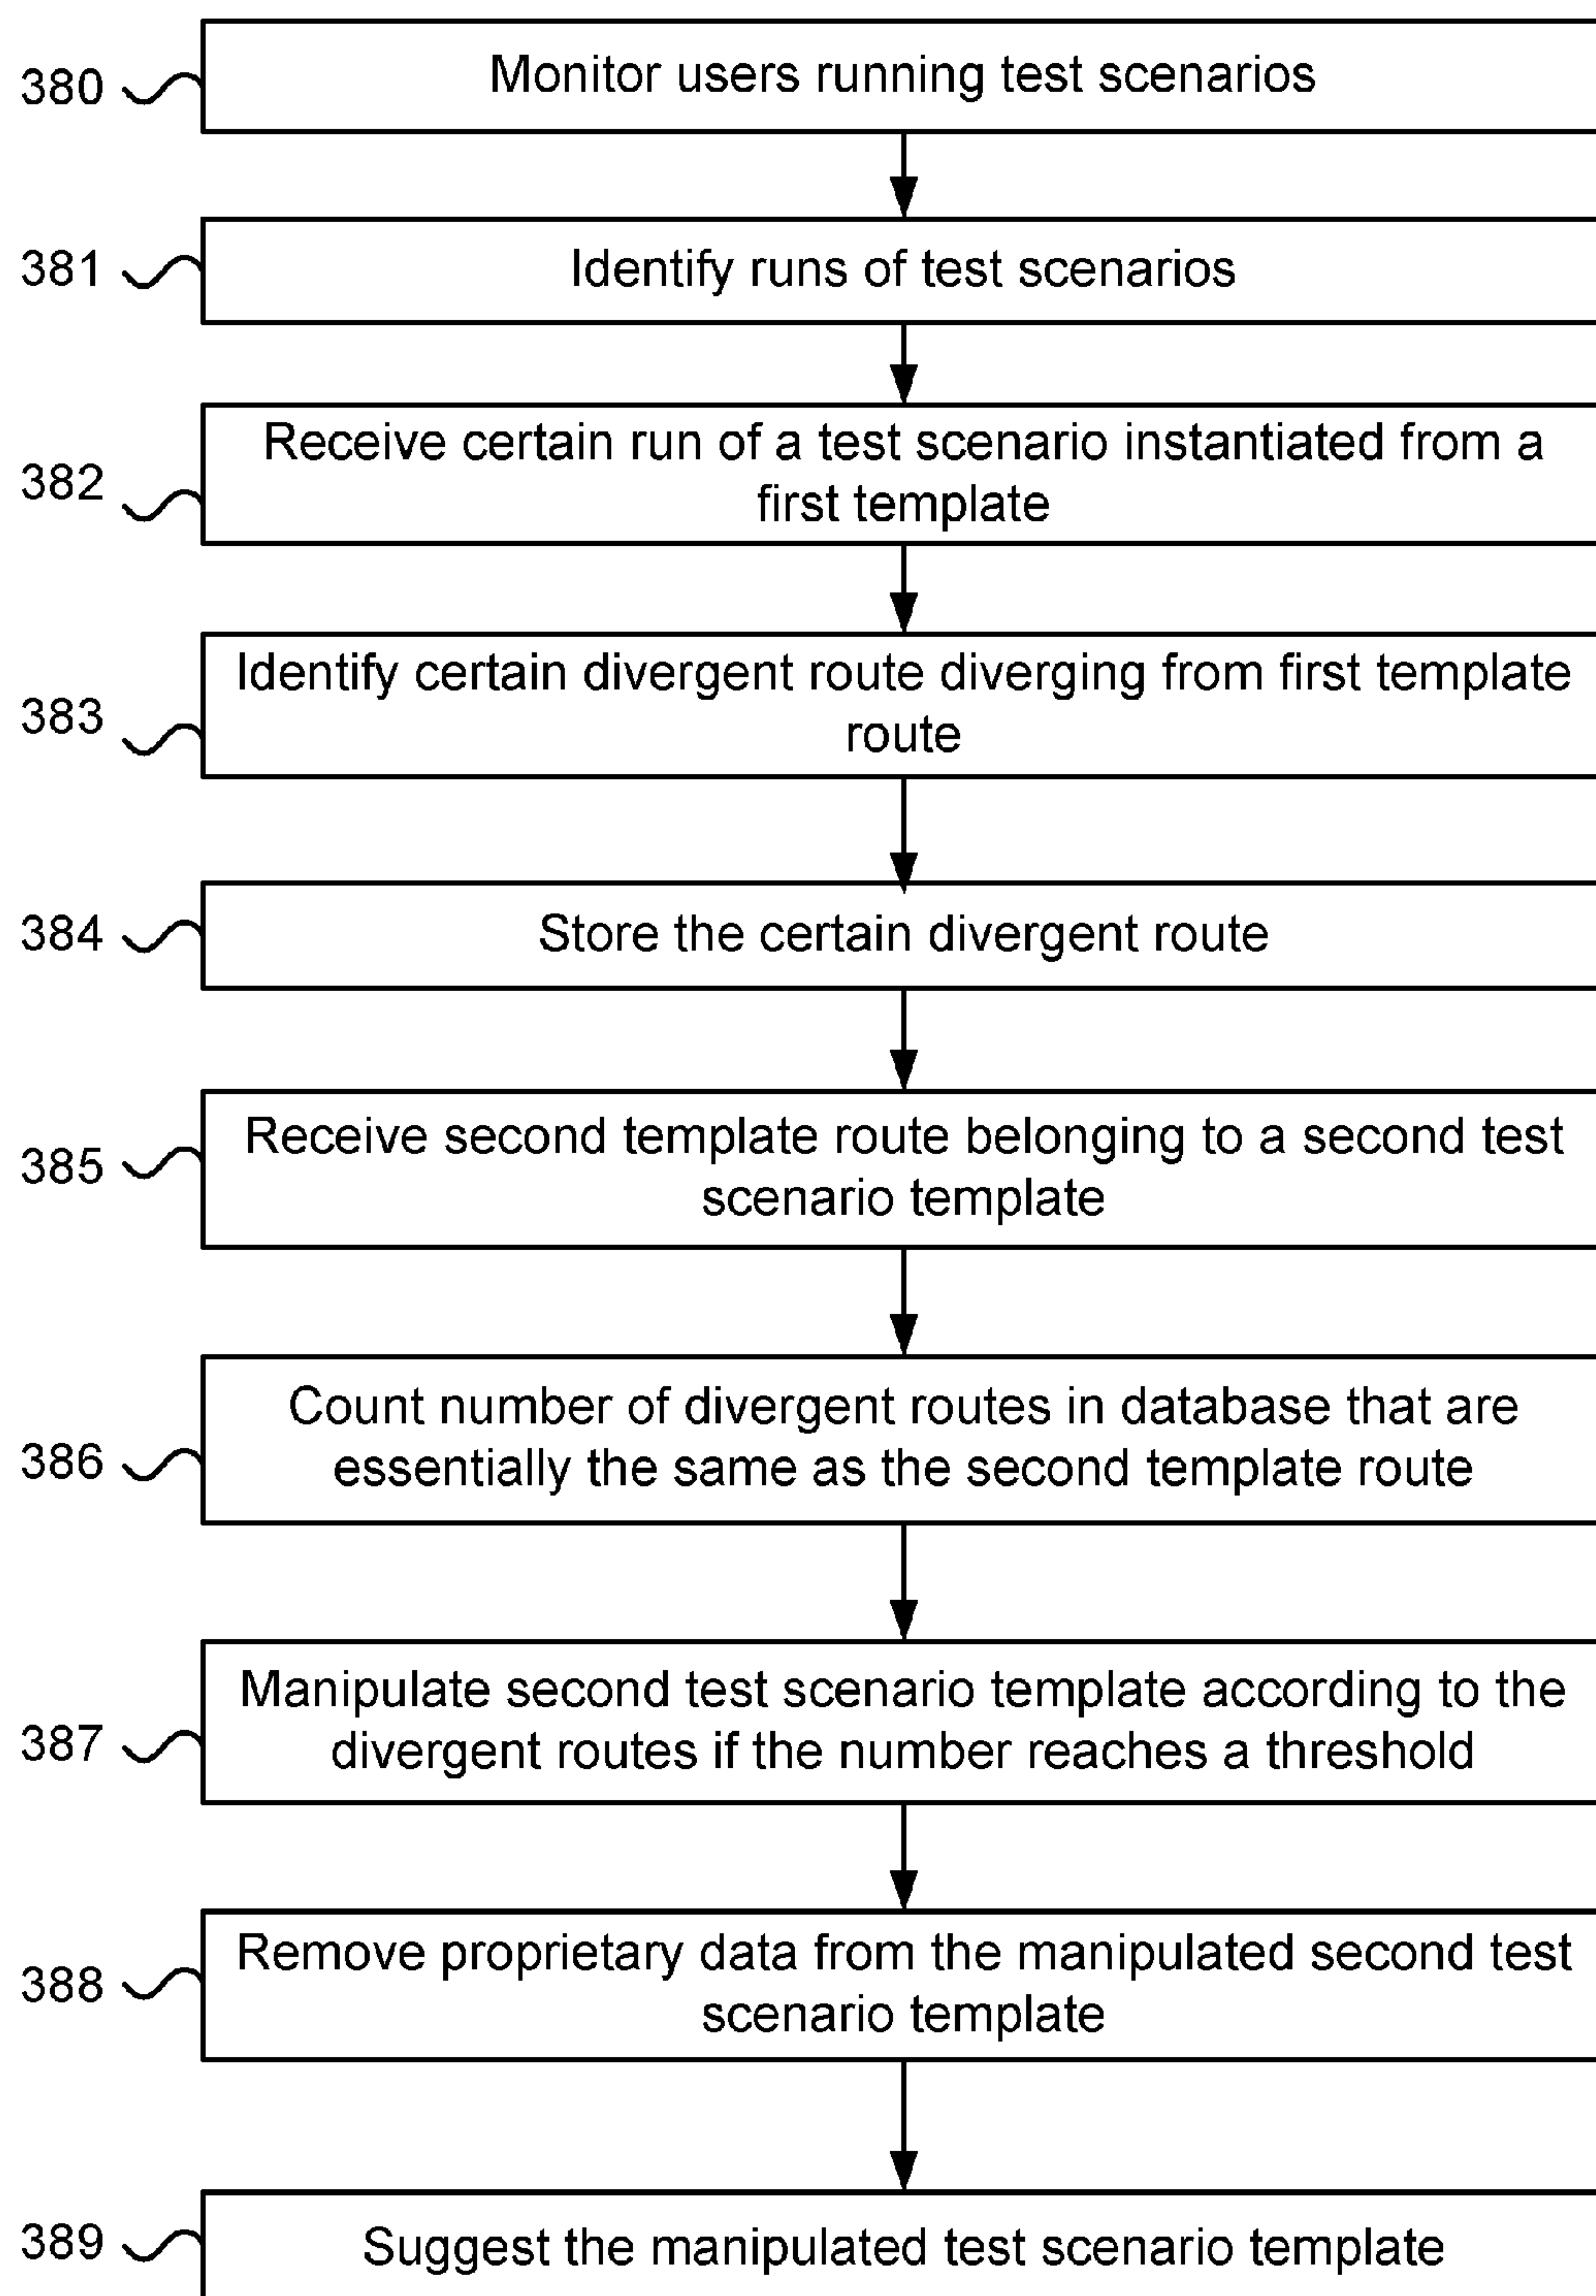 380
Monitor users running test scenarios
381
Identify runs of test scenarios
382
Receive certain run of a test scenario instantiated from a
first template
383
Identify certain divergent route diverging from first template
route
384
Store the certain divergent route
385
Receive second template route belonging to a second test
scenario template
386
Count number of divergent routes in database that are
essentially the same as the second template route
387
Manipulate second test scenario template according to the
divergent routes if the number reaches a threshold
388
Remove proprietary data from the manipulated second test
scenario template
389
Suggest the manipulated test scenario template